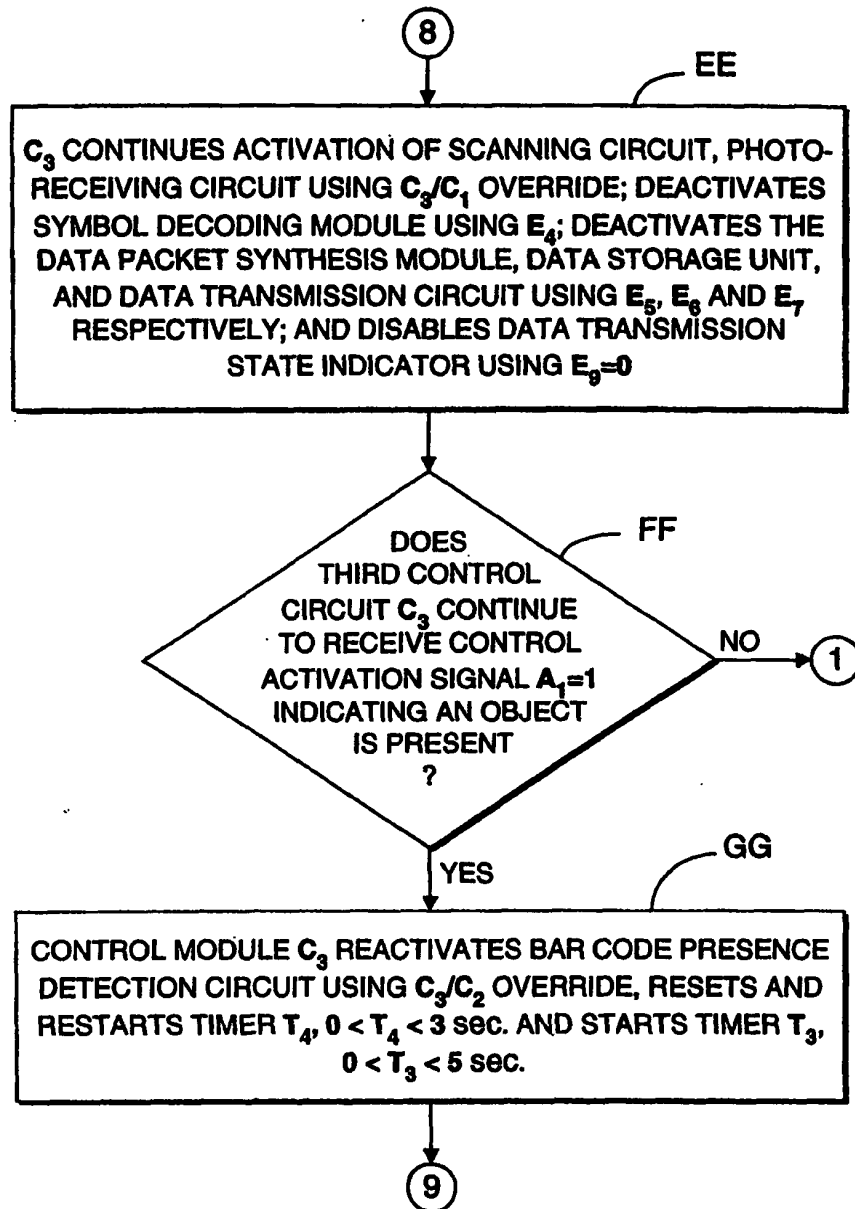 8
EE
C₃ CONTINUES ACTIVATION OF SCANNING CIRCUIT, PHOTO-
RECEIVING CIRCUIT USING C₃/C₁ OVERRIDE; DEACTIVATES
SYMBOL DECODING MODULE USING E₄; DEACTIVATES THE
DATA PACKET SYNTHESIS MODULE, DATA STORAGE UNIT,
AND DATA TRANSMISSION CIRCUIT USING E₅, E₆ AND E₇
RESPECTIVELY; AND DISABLES DATA TRANSMISSION
STATE INDICATOR USING E₉=0
FF
DOES
THIRD CONTROL
CIRCUIT C₃ CONTINUE
TO RECEIVE CONTROL
ACTIVATION SIGNAL A₁=1
INDICATING AN OBJECT
IS PRESENT
?
NO
1
YES
GG
CONTROL MODULE C₃ REACTIVATES BAR CODE PRESENCE
DETECTION CIRCUIT USING C₃/C₂ OVERRIDE, RESETS AND
RESTARTS TIMER T₄, 0 < T₄ < 3 sec. AND STARTS TIMER T₃,
0 < T₃ < 5 sec.
9